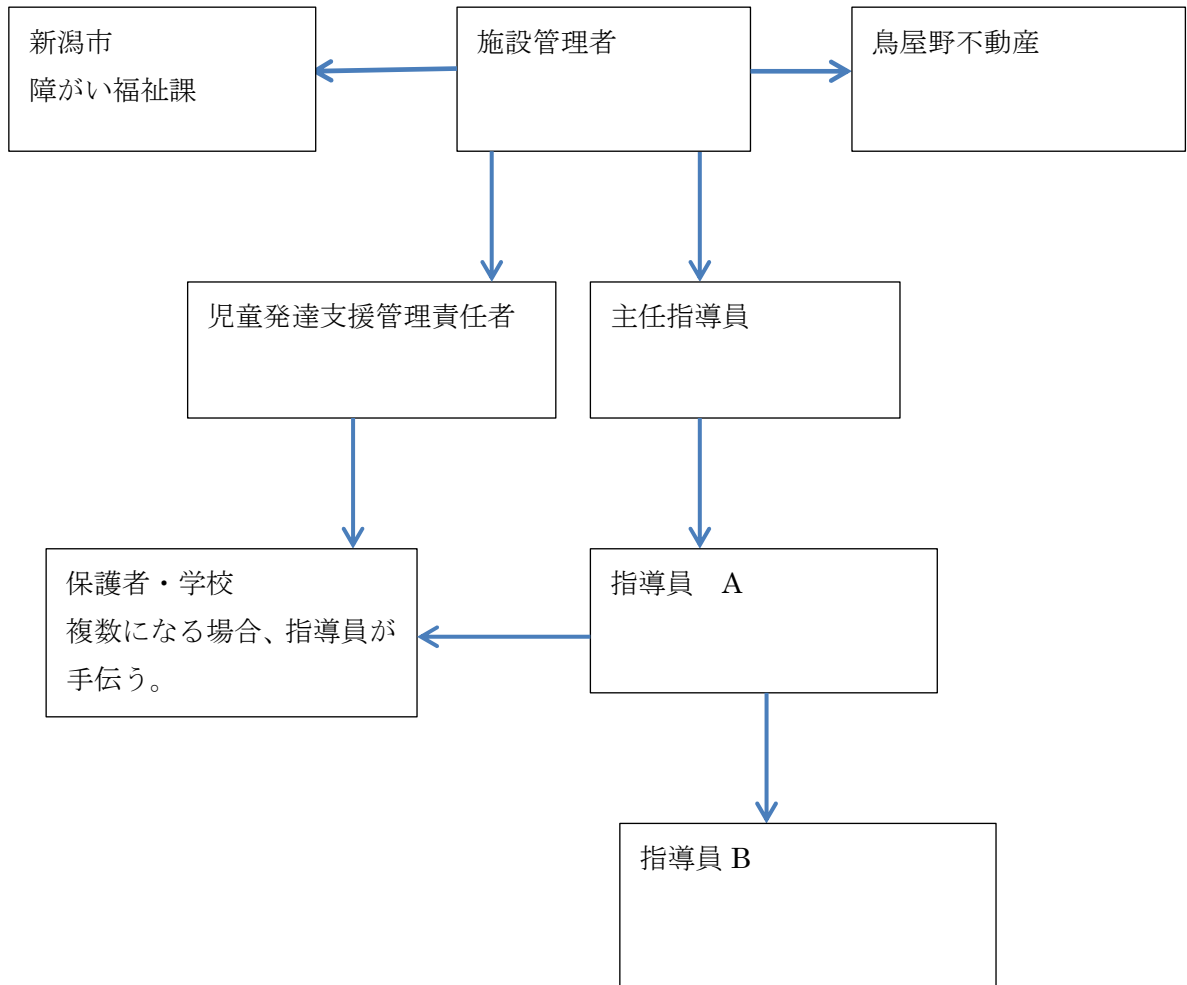 新潟市
障がい福祉課
施設管理者
鳥屋野不動産
児童発達支援管理責任者
主任指導員
保護者・学校
複数になる場合、指導員が
手伝う。
指導員　A
指導員 B